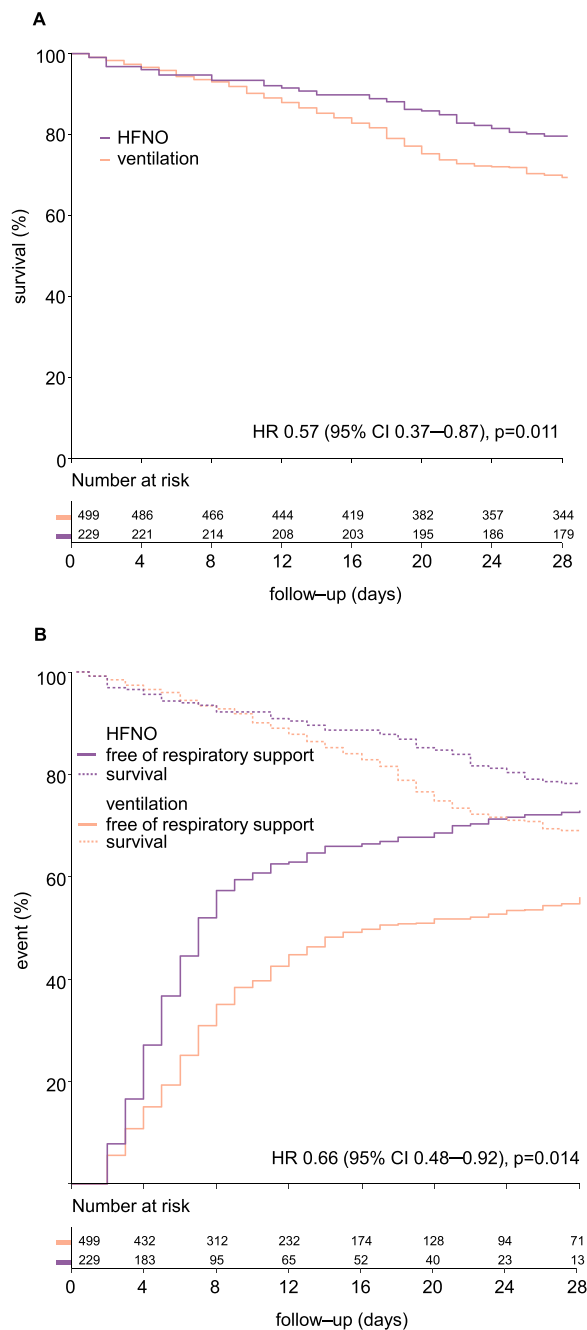 A
100
80
60
40
20
0
survival (%)
HFNO
ventilation
HR 0.57 (95% CI 0.37–0.87), p=0.011
Number at risk
499 486 466 444 419 382 357 344
229 221 214 208 203 195 186 179
0 4 8 12 16 20 24 28
follow–up (days)
B
100
80
60
40
20
event (%)
HFNO
free of respiratory support
survival
ventilation
free of respiratory support
survival
HR 0.66 (95% CI 0.48–0.92), p=0.014
Number at risk
499 432 312 232 174 128 94 71
229 183 95 65 52 40 23 13
0 4 8 12 16 20 24 28
follow–up (days)